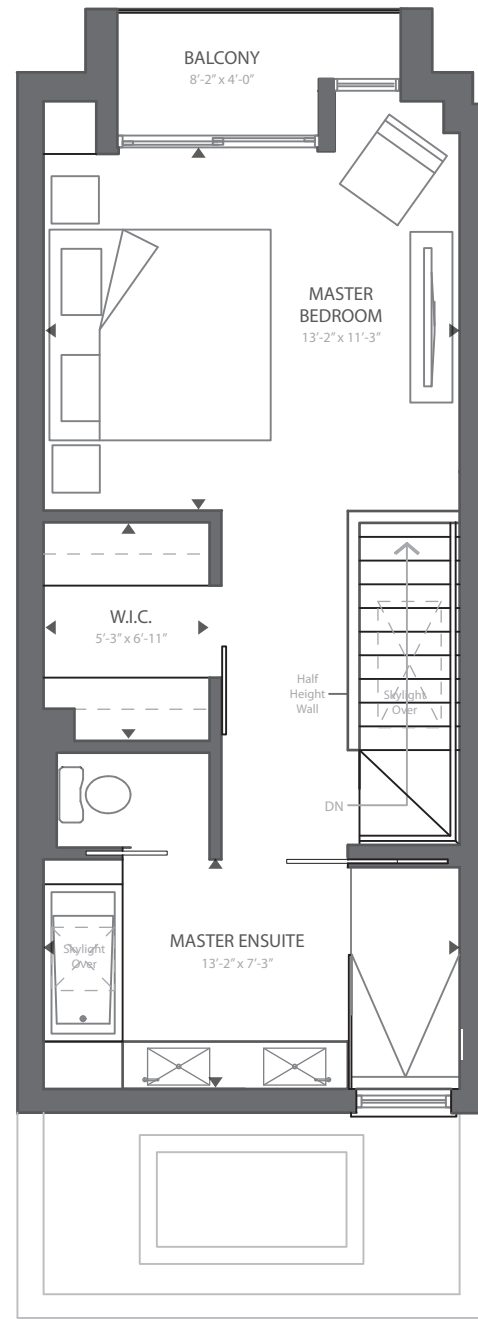 BALCONY
8'-2" x 4'-0"
MASTER
BEDROOM
13'-2" x 11'-3"
W.I.C.
5'-3" x 6'-11"
Half
Height
Wall
Skylight
Over
DN
MASTER ENSUITE
13'-2" x 7'-3"
Skylight
Over